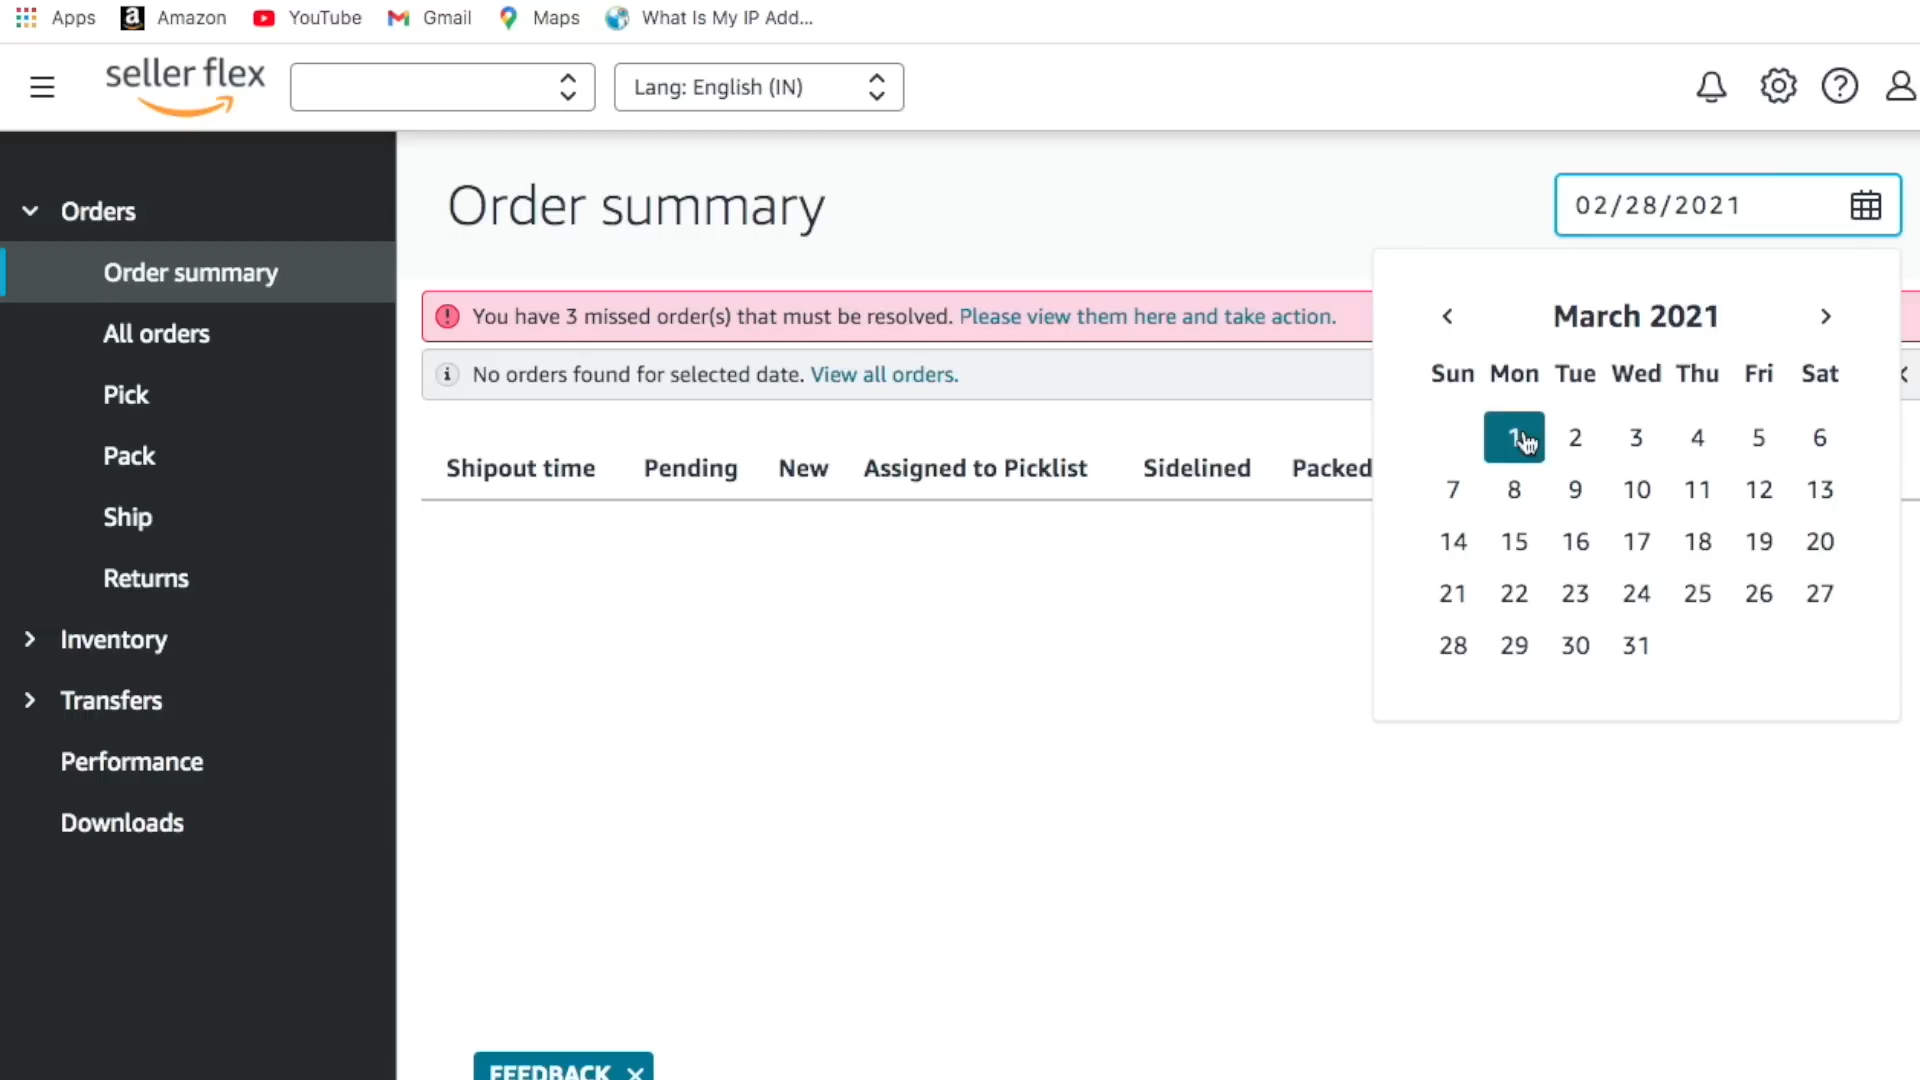 Apps Amazon YouTube Gmail Maps What Is My IP Add...
seller flex
Lang: English (IN)
Orders
Order summary
All orders
Pick
Pack
Ship
Returns
Inventory
Transfers
Performance
Downloads
Order summary
02/28/2021
You have 3 missed order(s) that must be resolved. Please view them here and take action.
No orders found for selected date. View all orders.
Shipout time Pending New Assigned to Picklist Sidelined Packed
March 2021
Sun Mon Tue Wed Thu Fri Sat
1 2 3 4 5 6
7 8 9 10 11 12 13
14 15 16 17 18 19 20
21 22 23 24 25 26 27
28 29 30 31
FEEDBACK